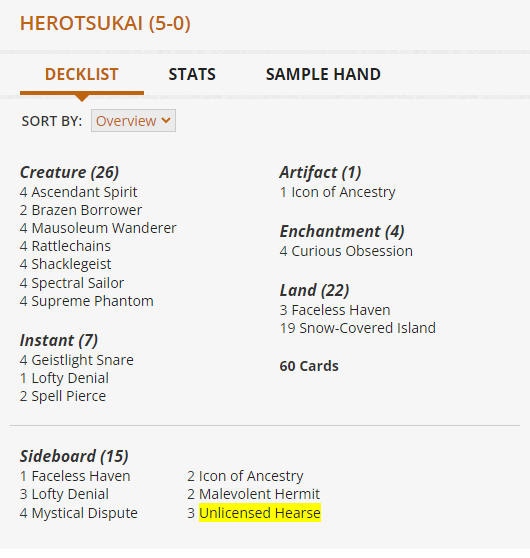 HEROTSUKAI (5-0)
DECKLIST STATS SAMPLE HAND
SORT BY: Overview
Creature (26)
4 Ascendant Spirit
2 Brazen Borrower
4 Mausoleum Wanderer
4 Rattlechains
4 Shacklegeist
4 Spectral Sailor
4 Supreme Phantom
Instant (7)
4 Geistlight Snare
1 Lofty Denial
2 Spell Pierce
Artifact (1)
1 Icon of Ancestry
Enchantment (4)
4 Curious Obsession
Land (22)
3 Faceless Haven
19 Snow-Covered Island
60 Cards
Sideboard (15)
1 Faceless Haven
3 Lofty Denial
4 Mystical Dispute
2 Icon of Ancestry
2 Malevolent Hermit
3 Unlicensed Hearse